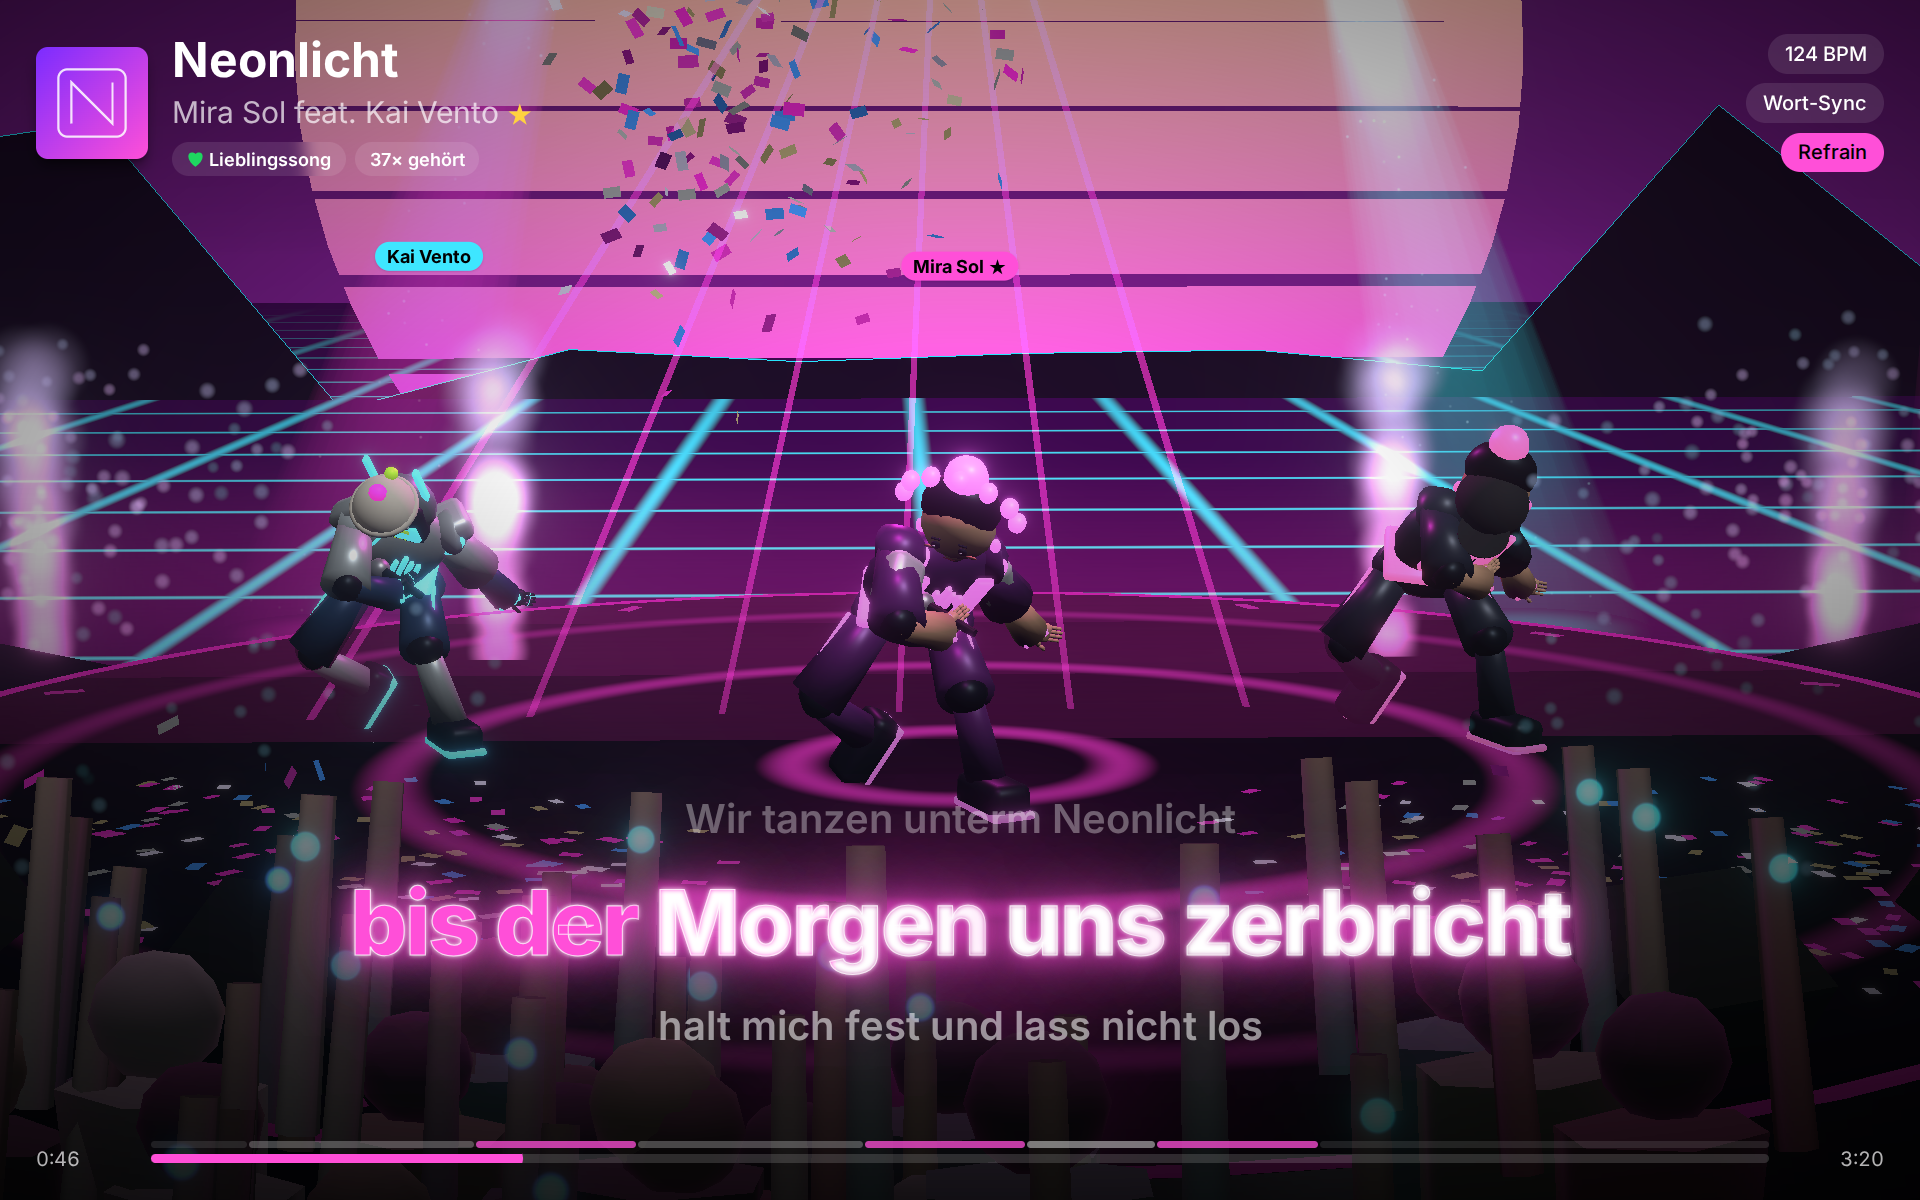 N
Neonlicht
Mira Sol feat. Kai Vento ★
Lieblingssong
37× gehört
124 BPM
Wort-Sync
Refrain
Kai Vento
Mira Sol ★
Wir tanzen unterm Neonlicht
bis der Morgen uns zerbricht
halt mich fest und lass nicht los
0:46
3:20